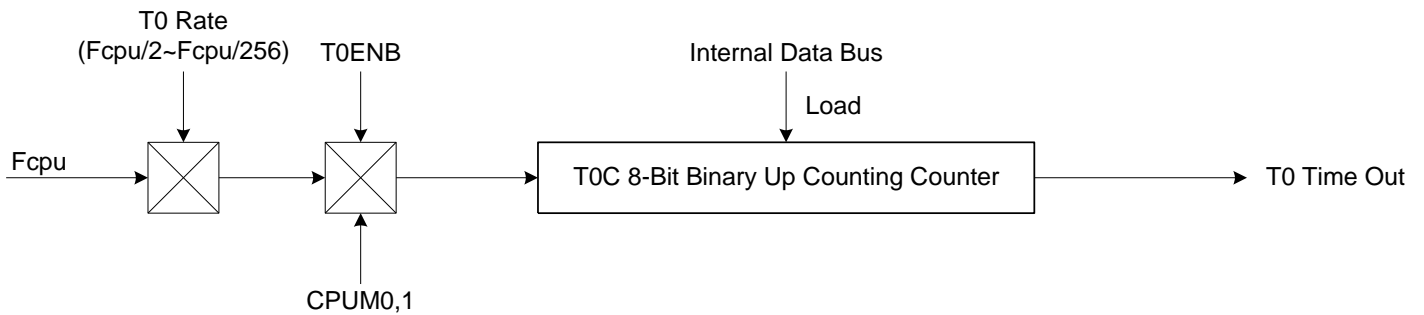 T0 Rate
(Fcpu/2~Fcpu/256)
T0ENB
Internal Data Bus
Load
Fcpu
T0C 8-Bit Binary Up Counting Counter
T0 Time Out
CPUM0,1